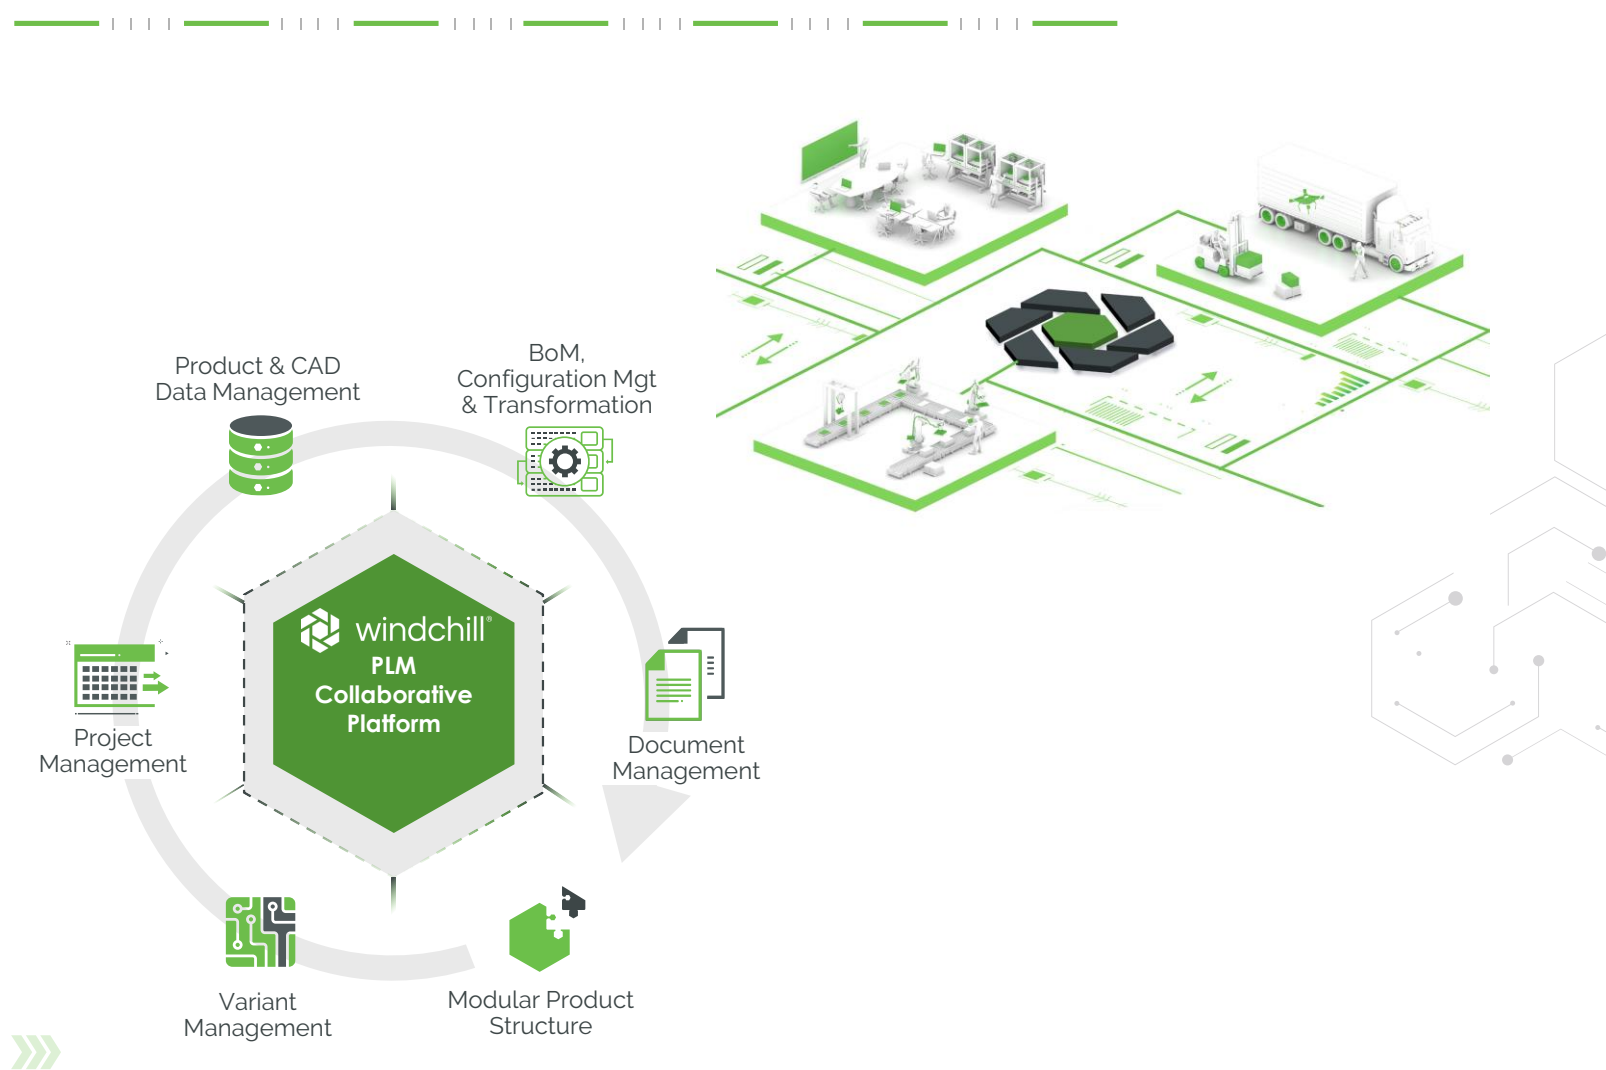 Product & CAD
Data Management
BoM,
Configuration Mgt
& Transformation
windchill®
PLM
Collaborative
Platform
Project
Management
Document
Management
Variant
Management
Modular Product
Structure